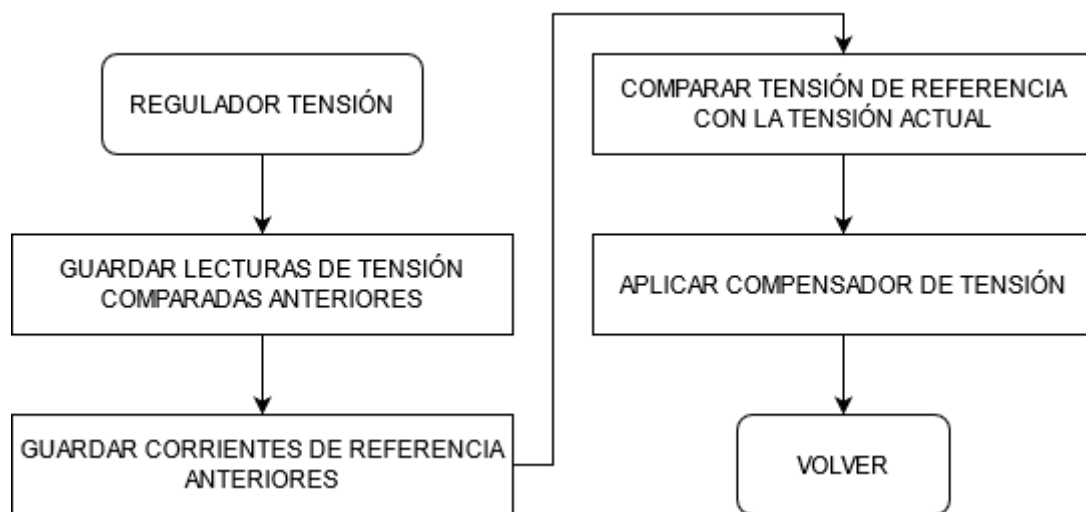 REGULADOR TENSIÓN
GUARDAR LECTURAS DE TENSIÓN
COMPARADAS ANTERIORES
GUARDAR CORRIENTES DE REFERENCIA
ANTERIORES
COMPARAR TENSIÓN DE REFERENCIA
CON LA TENSIÓN ACTUAL
APLICAR COMPENSADOR DE TENSIÓN
VOLVER